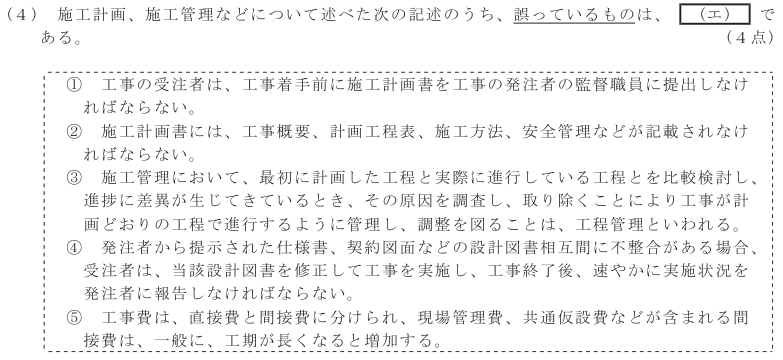 (4) 施工計画、施工管理などについて述べた次の記述のうち、誤っているものは、 (エ) で
ある。 (4点)
① 工事の受注者は、工事着手前に施工計画書を工事の発注者の監督職員に提出しなけ
ればならない。
② 施工計画書には、工事概要、計画工程表、施工方法、安全管理などが記載されなけ
ればならない。
③ 施工管理において、最初に計画した工程と実際に進行している工程とを比較検討し、
進捗に差異が生じてきているとき、その原因を調査し、取り除くことにより工事が計
画どおりの工程で進行するように管理し、調整を図ることは、工程管理といわれる。
④ 発注者から提示された仕様書、契約図面などの設計図書相互間に不整合がある場合、
受注者は、当該設計図書を修正して工事を実施し、工事終了後、速やかに実施状況を
発注者に報告しなければならない。
⑤ 工事費は、直接費と間接費に分けられ、現場管理費、共通仮設費などが含まれる間
接費は、一般に、工期が長くなると増加する。